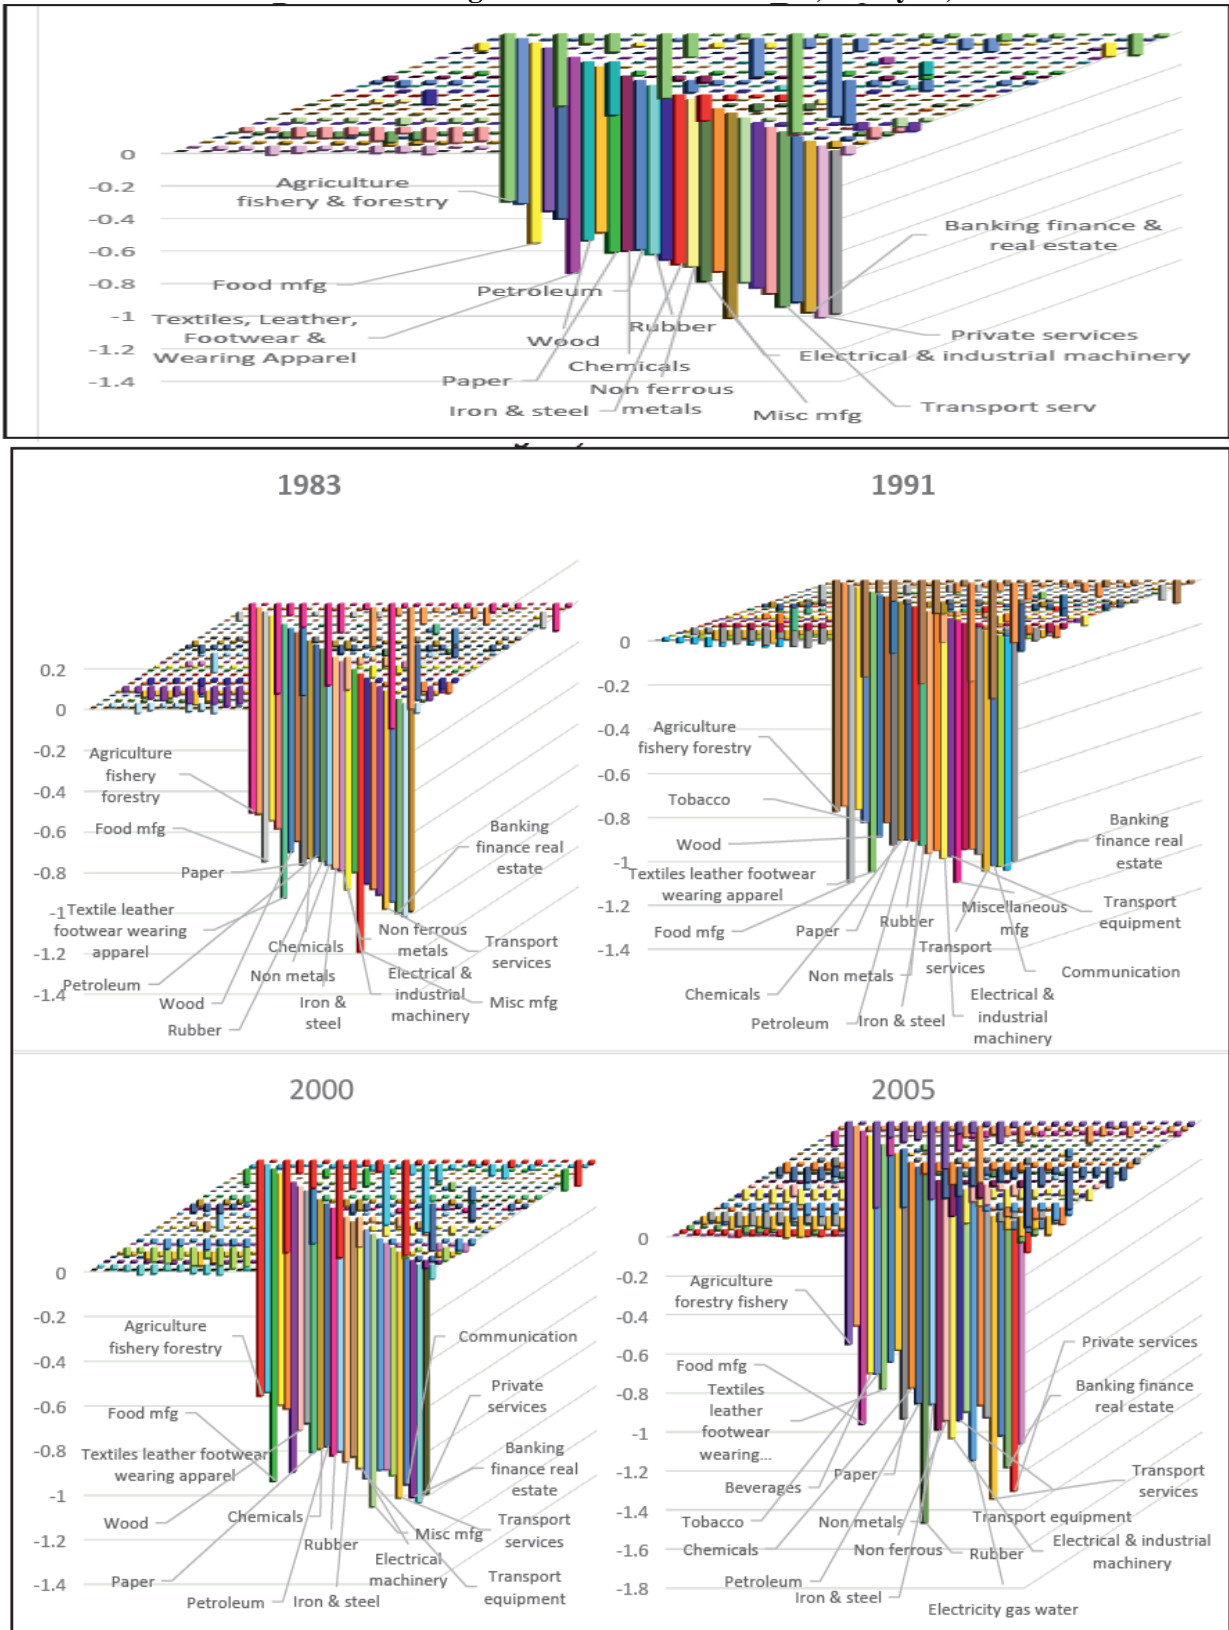 0
-0.2
-0.4
-0.6
-0.8
-1
-1.2
-1.4
Agriculture
fishery & forestry
Food mfg
Textiles, Leather,
Footwear &
Wearing Apparel
Petroleum
Wood
Rubber
Chemicals
Paper
Non ferrous
metals
Iron & steel
Misc mfg
Banking finance &
real estate
Private services
Electrical & industrial machinery
Transport serv
1983
0.2
0
-0.2
-0.4
-0.6
-0.8
-1
-1.2
-1.4
Agriculture
fishery
forestry
Food mfg
Paper
Textile leather
footwear wearing
apparel
Petroleum
Wood
Rubber
Chemicals
Non metals
Iron &
steel
Non ferrous
metals
Electrical &
industrial
machinery
Banking
finance real
estate
Transport
services
Misc mfg
1991
0
-0.2
-0.4
-0.6
-0.8
-1
-1.2
-1.4
Agriculture
fishery forestry
Tobacco
Wood
Textiles leather footwear
wearing apparel
Food mfg
Paper
Rubber
Non metals
Chemicals
Petroleum
Iron & steel
Transport
services
Miscellaneous
mfg
Electrical &
industrial
machinery
Banking
finance real
estate
Transport
equipment
Communication
2000
0
-0.2
-0.4
-0.6
-0.8
-1
-1.2
-1.4
Agriculture
fishery forestry
Food mfg
Textiles leather footwear
wearing apparel
Wood
Paper
Chemicals
Rubber
Petroleum
Iron & steel
Electrical
machinery
Misc mfg
Communication
Private
services
Banking
finance real
estate
Transport
services
Transport
equipment
2005
0
-0.2
-0.4
-0.6
-0.8
-1
-1.2
-1.4
-1.6
-1.8
Agriculture
forestry fishery
Food mfg
Textiles
leather
footwear
wearing...
Beverages
Paper
Tobacco
Chemicals
Non metals
Non ferrous
Petroleum
Iron & steel
Rubber
Private services
Banking finance
real estate
Transport
services
Transport equipment
Electrical & industrial
machinery
Electricity gas water